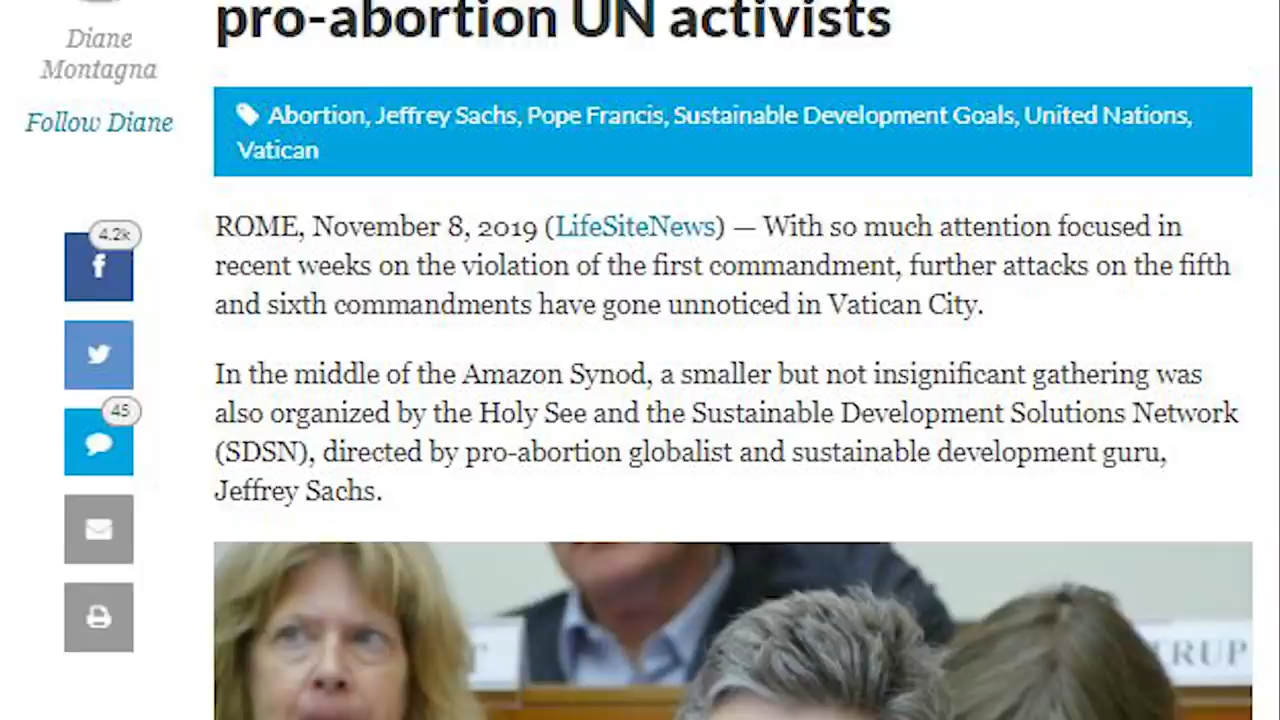 pro-abortion UN activists
Diane
Montagna
Follow Diane
Abortion, Jeffrey Sachs, Pope Francis, Sustainable Development Goals, United Nations,
Vatican
ROME, November 8, 2019 (LifeSiteNews) — With so much attention focused in
recent weeks on the violation of the first commandment, further attacks on the fifth
and sixth commandments have gone unnoticed in Vatican City.
In the middle of the Amazon Synod, a smaller but not insignificant gathering was
also organized by the Holy See and the Sustainable Development Solutions Network
(SDSN), directed by pro-abortion globalist and sustainable development guru,
Jeffrey Sachs.
4.2k
f
45
T
TRUP